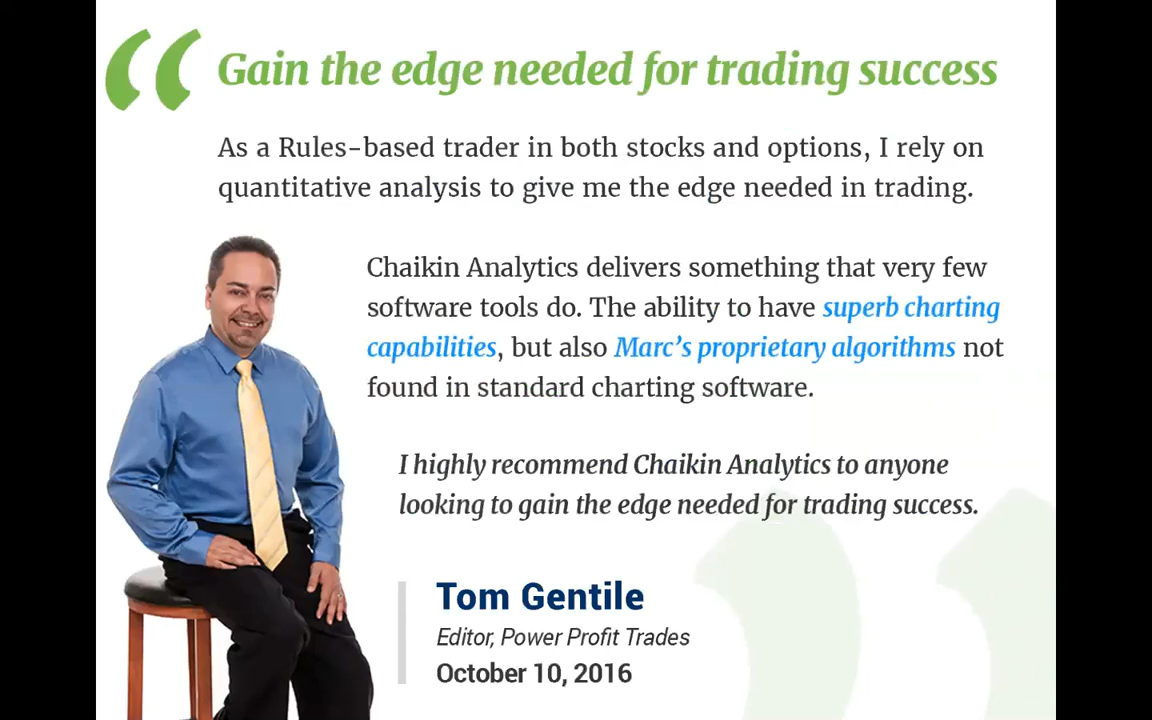 Gain the edge needed for trading success
As a Rules-based trader in both stocks and options, I rely on
quantitative analysis to give me the edge needed in trading.
Chaikin Analytics delivers something that very few
software tools do. The ability to have superb charting
capabilities, but also Marc’s proprietary algorithms not
found in standard charting software.
I highly recommend Chaikin Analytics to anyone
looking to gain the edge needed for trading success.
Tom Gentile
Editor, Power Profit Trades
October 10, 2016